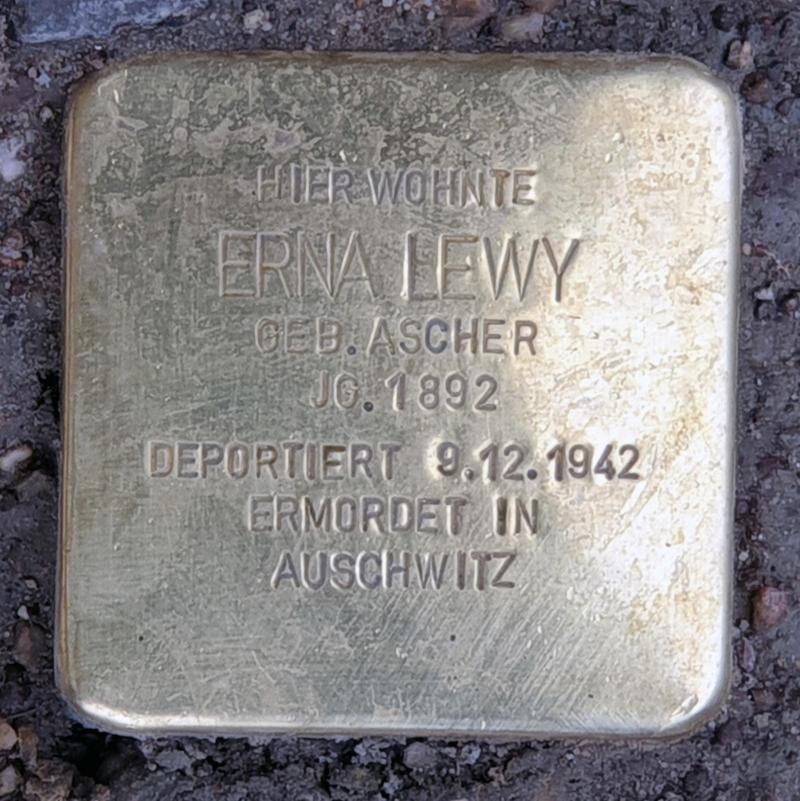 HIER WOHNTE
ERNA LEWY
GEB. ASCHER
JG. 1892
DEPORTIERT 9.12.1942
ERMORDET IN
AUSCHWITZ